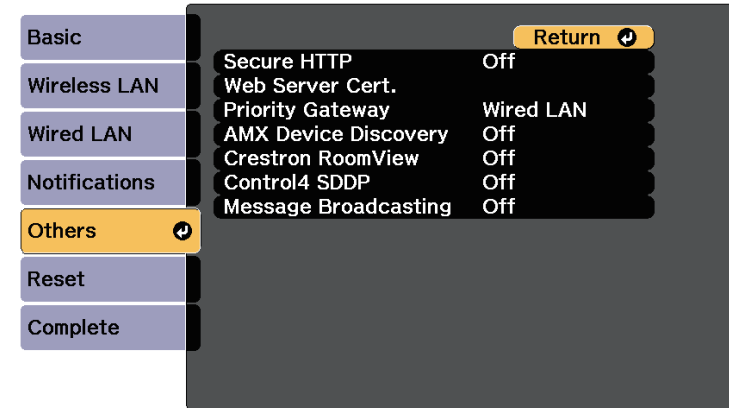 Basic
Wireless LAN
Wired LAN
Notifications
Others
Reset
Complete
Return
Secure HTTP Off
Web Server Cert.
Priority Gateway Wired LAN
AMX Device Discovery Off
Crestron RoomView Off
Control4 SDDP Off
Message Broadcasting Off